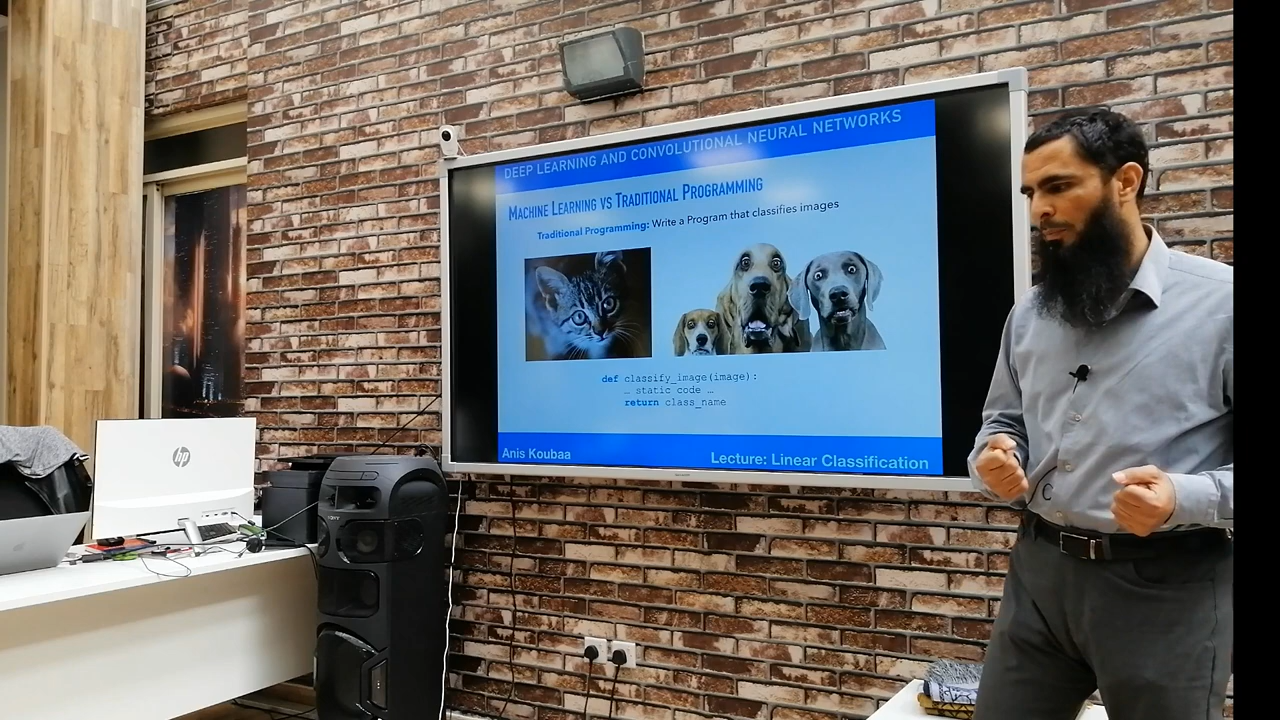 DEEP LEARNING AND CONVOLUTIONAL NEURAL NETWORKS
MACHINE LEARNING VS TRADITIONAL PROGRAMMING
Traditional Programming: Write a Program that classifies images
def classify_image(image):
… static code …
return class_name
Anis Koubaa
Lecture: Linear Classification
hp
SONY